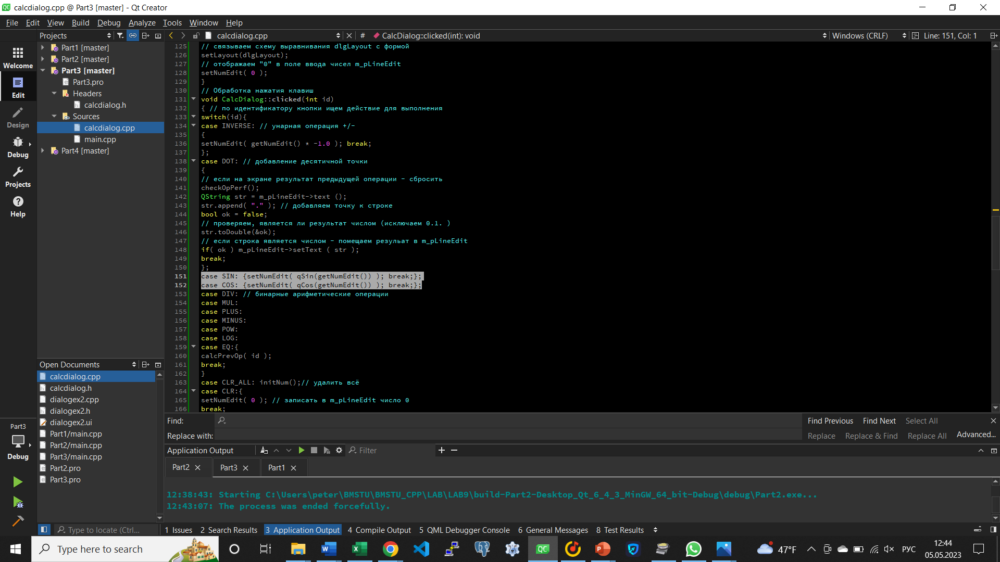 calcdialog.cpp @ Part3 [master] - Qt Creator
File Edit View Build Debug Analyze Tools Window Help
Projects
calcdialog.cpp
#
CalcDialog::clicked(int): void
Windows (CRLF)
Line: 151, Col: 1
Welcome
Edit
Design
Debug
Projects
Help
Part1 [master]
Part2 [master]
Part3 [master]
Part3.pro
Headers
calcdialog.h
Sources
calcdialog.cpp
main.cpp
Part4 [master]
125 // связываем схему выравнивания dlgLayout с формой
126 setLayout(dlgLayout);
127 // отображаем "0" в поле ввода чисел m_pLineEdit
128 setNumEdit( 0 );
129 }
130 // Обработка нажатия клавиш
131 void CalcDialog::clicked(int id)
132 { // по идентификатору кнопки ищем действие для выполнения
133 switch(id){
134 case INVERSE: // унарная операция +/-
135 {
136 setNumEdit( getNumEdit() * -1.0 ); break;
137 };
138 case DOT: // добавление десятичной точки
139 {
140 // если на экране результат предыдущей операции - сбросить
141 checkOpPerf();
142 QString str = m_pLineEdit->text ();
143 str.append( "." ); // добавляем точку к строке
144 bool ok = false;
145 // проверяем, является ли результат числом (исключаем 0.1. )
146 str.toDouble(&ok);
147 // если строка является числом - помещаем резульат в m_pLineEdit
148 if( ok ) m_pLineEdit->setText ( str );
149 break;
150 };
151 case SIN: {setNumEdit( qSin(getNumEdit()) ); break;};
152 case COS: {setNumEdit( qCos(getNumEdit()) ); break;};
153 case DIV: // бинарные арифметические операции
154 case MUL:
155 case PLUS:
156 case MINUS:
157 case POW:
158 case LOG:
159 case EQ:{
160 calcPrevOp( id );
161 break;
162 }
163 case CLR_ALL: initNum();// удалить всё
164 case CLR:{
165 setNumEdit( 0 ); // записать в m_pLineEdit число 0
166 break;
Open Documents
calcdialog.cpp
calcdialog.h
dialogex2.cpp
dialogex2.h
dialogex2.ui
Part1/main.cpp
Part2/main.cpp
Part3/main.cpp
Part2.pro
Part3.pro
Part3
Debug
Find:
Find Previous Find Next Select All
Replace with:
Replace Replace & Find Replace All Advanced...
Application Output
Filter
Part2
Part3
Part1
12:38:43: Starting C:\Users\peter\BMSTU\BMSTU_CPP\LAB\LAB9\build-Part2-Desktop_Qt_6_4_3_MinGW_64_bit-Debug\debug\Part2.exe...
12:43:07: The process was ended forcefully.
Type to locate (Ctrl...
1 Issues 2 Search Results 3 Application Output 4 Compile Output 5 QML Debugger Console 6 General Messages 8 Test Results
Type here to search
QC
47°F
РУС
12:44
05.05.2023